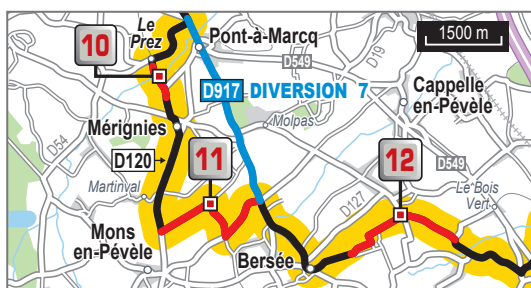 Le
Prez
10
Pont-à-Marcq
1500 m
D549
D19
D917 DIVERSION 7
Cappelle
en-Pévèle
Molpas
Mérignies
D54
D120
11
12
D549
Martinval
D127
Le Bois
Vert
Mons
en-Pévèle
Bersée